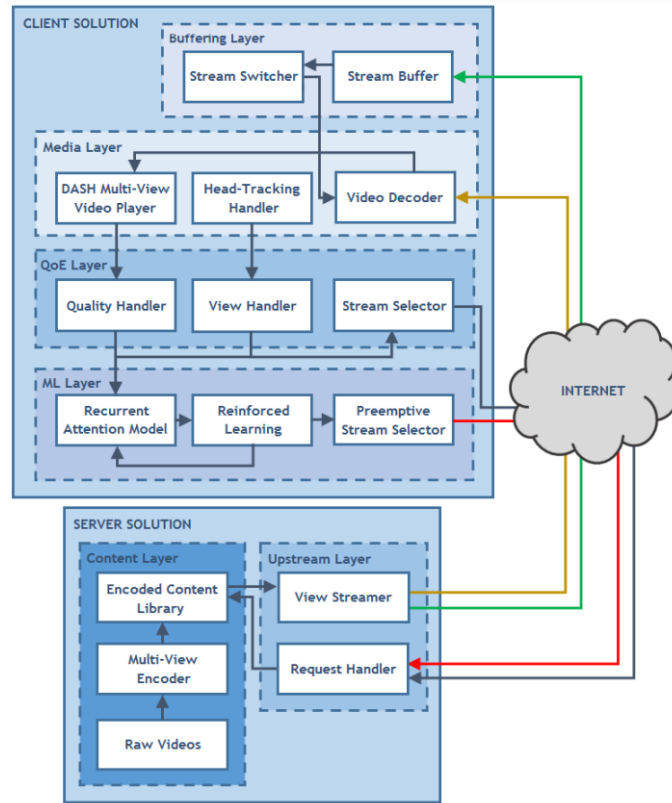 CLIENT SOLUTION
Buffering Layer
Stream Switcher
Stream Buffer
Media Layer
DASH Multi-View
Video Player
Head-Tracking
Handler
Video Decoder
QoE Layer
Quality Handler
View Handler
Stream Selector
INTERNET
ML Layer
Recurrent
Attention Model
Reinforced
Learning
Preemptive
Stream Selector
SERVER SOLUTION
Content Layer
Upstream Layer
Encoded Content
Library
View Streamer
Multi-View
Encoder
Request Handler
Raw Videos